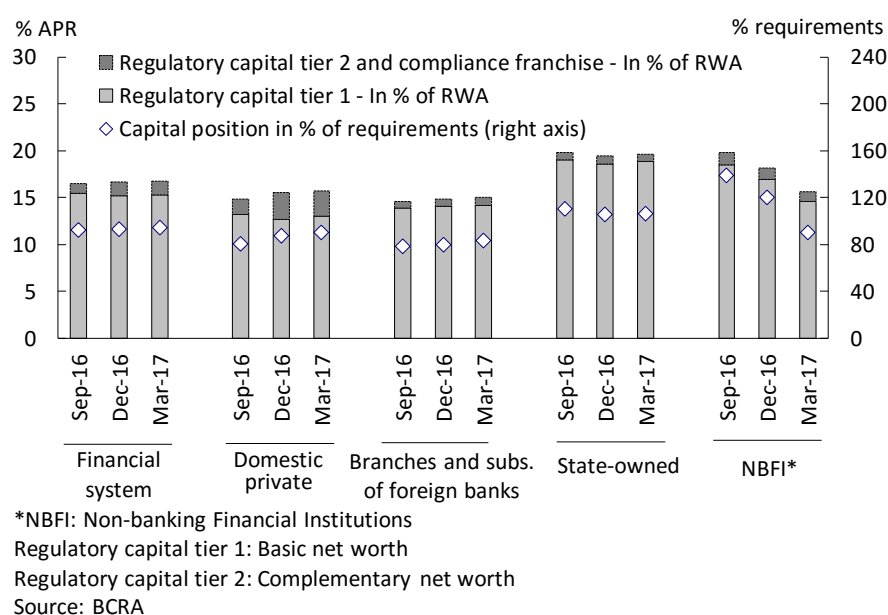 % APR
% requirements
30
25
20
15
10
5
0
240
200
160
120
80
40
0
Regulatory capital tier 2 and compliance franchise - In % of RWA
Regulatory capital tier 1 - In % of RWA
Capital position in % of requirements (right axis)
Sep-16
Dec-16
Mar-17
Sep-16
Dec-16
Mar-17
Sep-16
Dec-16
Mar-17
Sep-16
Dec-16
Mar-17
Sep-16
Dec-16
Mar-17
Financial
system
Domestic
private
Branches and subs.
of foreign banks
State-owned
NBFI*
*NBFI: Non-banking Financial Institutions
Regulatory capital tier 1: Basic net worth
Regulatory capital tier 2: Complementary net worth
Source: BCRA